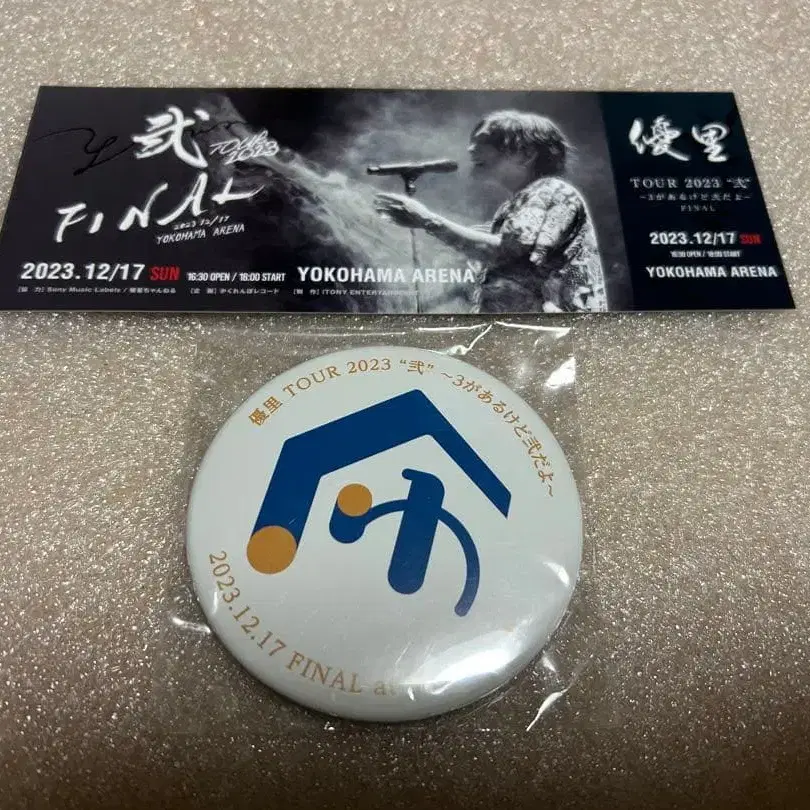 弐
TOUR
2023
FINAL
2023 12/17
YOKOHAMA ARENA
2023.12/17 SUN 16:30 OPEN / 18:00 START YOKOHAMA ARENA
[協 力] Sony Music Labels / 優里ちゃんねる [企 画] かくれんぼレコード [制 作]
優里
TOUR 2023 "弐"
~3があるけど弐だよ~
FINAL
2023.12/17 SUN
16:30 OPEN / 18:00 START
YOKOHAMA ARENA
優里 TOUR 2023 "弐" ~3があるけど弐だよ~
2023.12.17 FINAL at